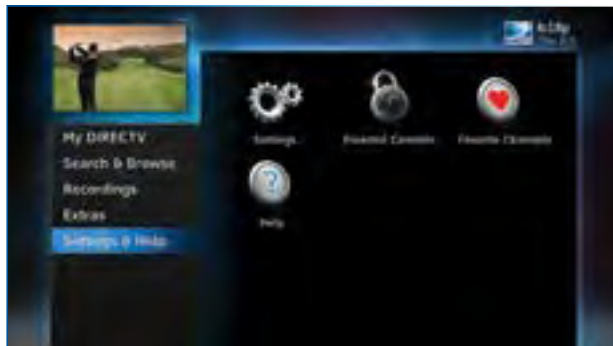 My DIRECTV
Search & Browse
Recordings
Extras
Settings & Help
Settings
Parental Controls
Favorite Channels
Help